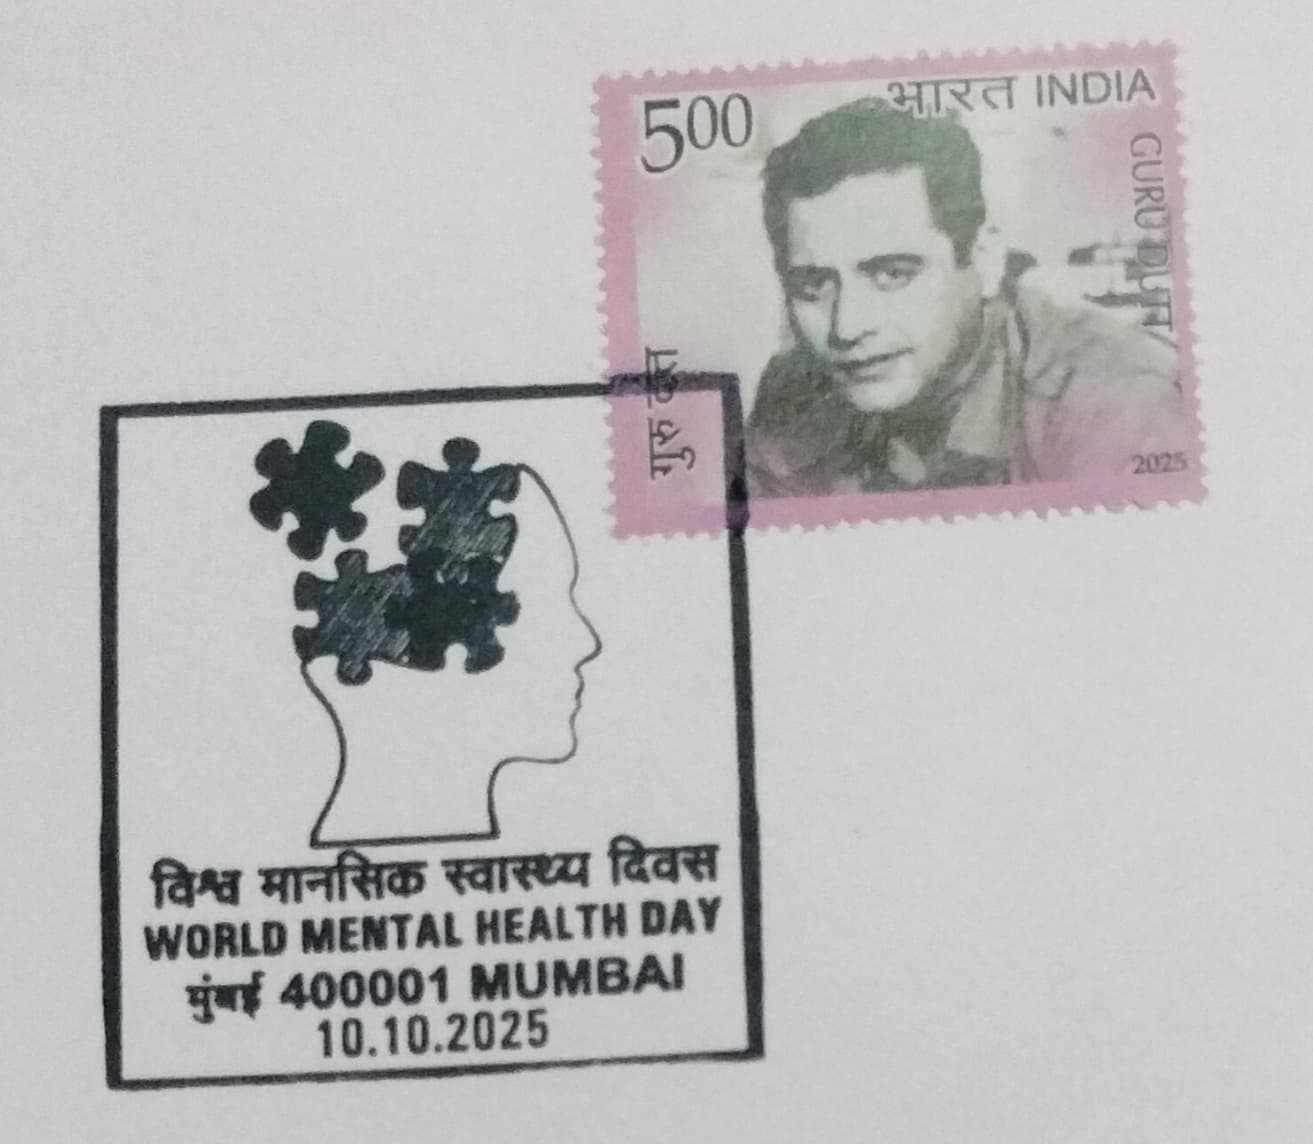 500
भारत INDIA
GURU DUTT
गुरु दत्त
2025
विश्व मानसिक स्वास्थ्य दिवस
WORLD MENTAL HEALTH DAY
मुंबई 400001 MUMBAI
10.10.2025